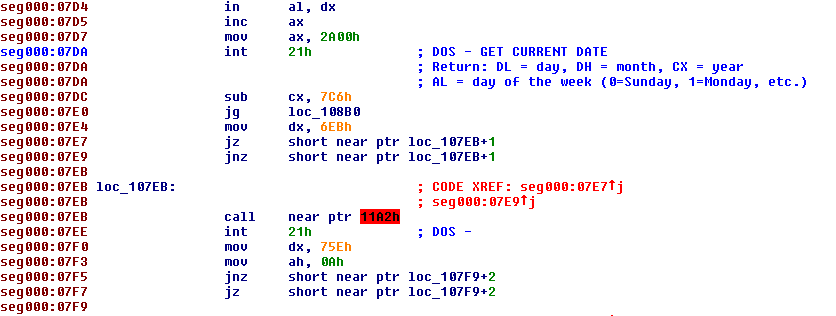 seg000:07D4 in al, dx
seg000:07D5 inc ax
seg000:07D7 mov ax, 2A00h
seg000:07DA int 21h ; DOS - GET CURRENT DATE
seg000:07DA ; Return: DL = day, DH = month, CX = year
seg000:07DA ; AL = day of the week (0=Sunday, 1=Monday, etc.)
seg000:07DC sub cx, 7C6h
seg000:07E0 jg loc_108B0
seg000:07E4 mov dx, 6EBh
seg000:07E7 jz short near ptr loc_107EB+1
seg000:07E9 jnz short near ptr loc_107EB+1
seg000:07EB
seg000:07EB loc_107EB: ; CODE XREF: seg000:07E7↑j
seg000:07EB ; seg000:07E9↑j
seg000:07EB call near ptr 11A2h
seg000:07EE int 21h ; DOS -
seg000:07F0 mov dx, 75Eh
seg000:07F3 mov ah, 0Ah
seg000:07F5 jnz short near ptr loc_107F9+2
seg000:07F7 jz short near ptr loc_107F9+2
seg000:07F9